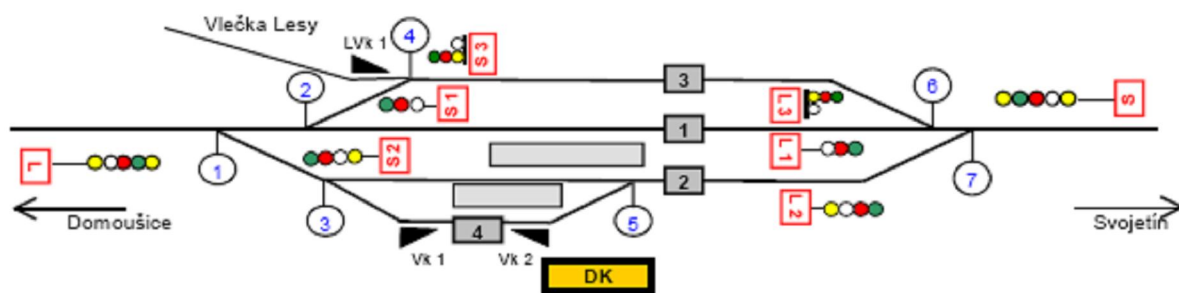 Vlečka Lesy
LVk 1
4
S 3
2
S 1
3
6
L 3
S
1
L 1
L
1
S 2
2
7
3
5
L 2
Domoušice
4
Svojetín
Vk 1
Vk 2
DK